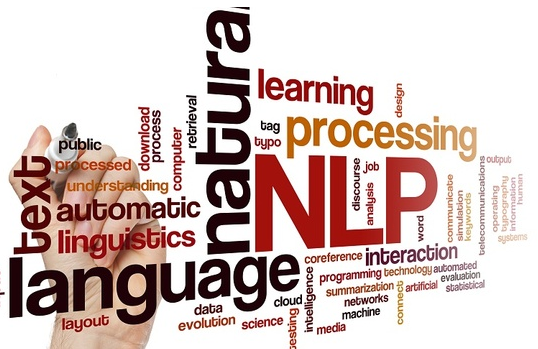 natural
learning
design
download
process
retrieval
computer
public
tag
typo
processing
processed
understanding
text
automatic
linguistics
NLP
discourse
job
analysis
word
communicate
simulation
keywords
telecommunications
output
operating
typography
information
human
systems
language
coreference
interaction
intelligence
programming
technology
automated
evaluation
summarization
connect
artificial
statistical
networks
machine
cloud
data
evolution
science
testing
media
layout